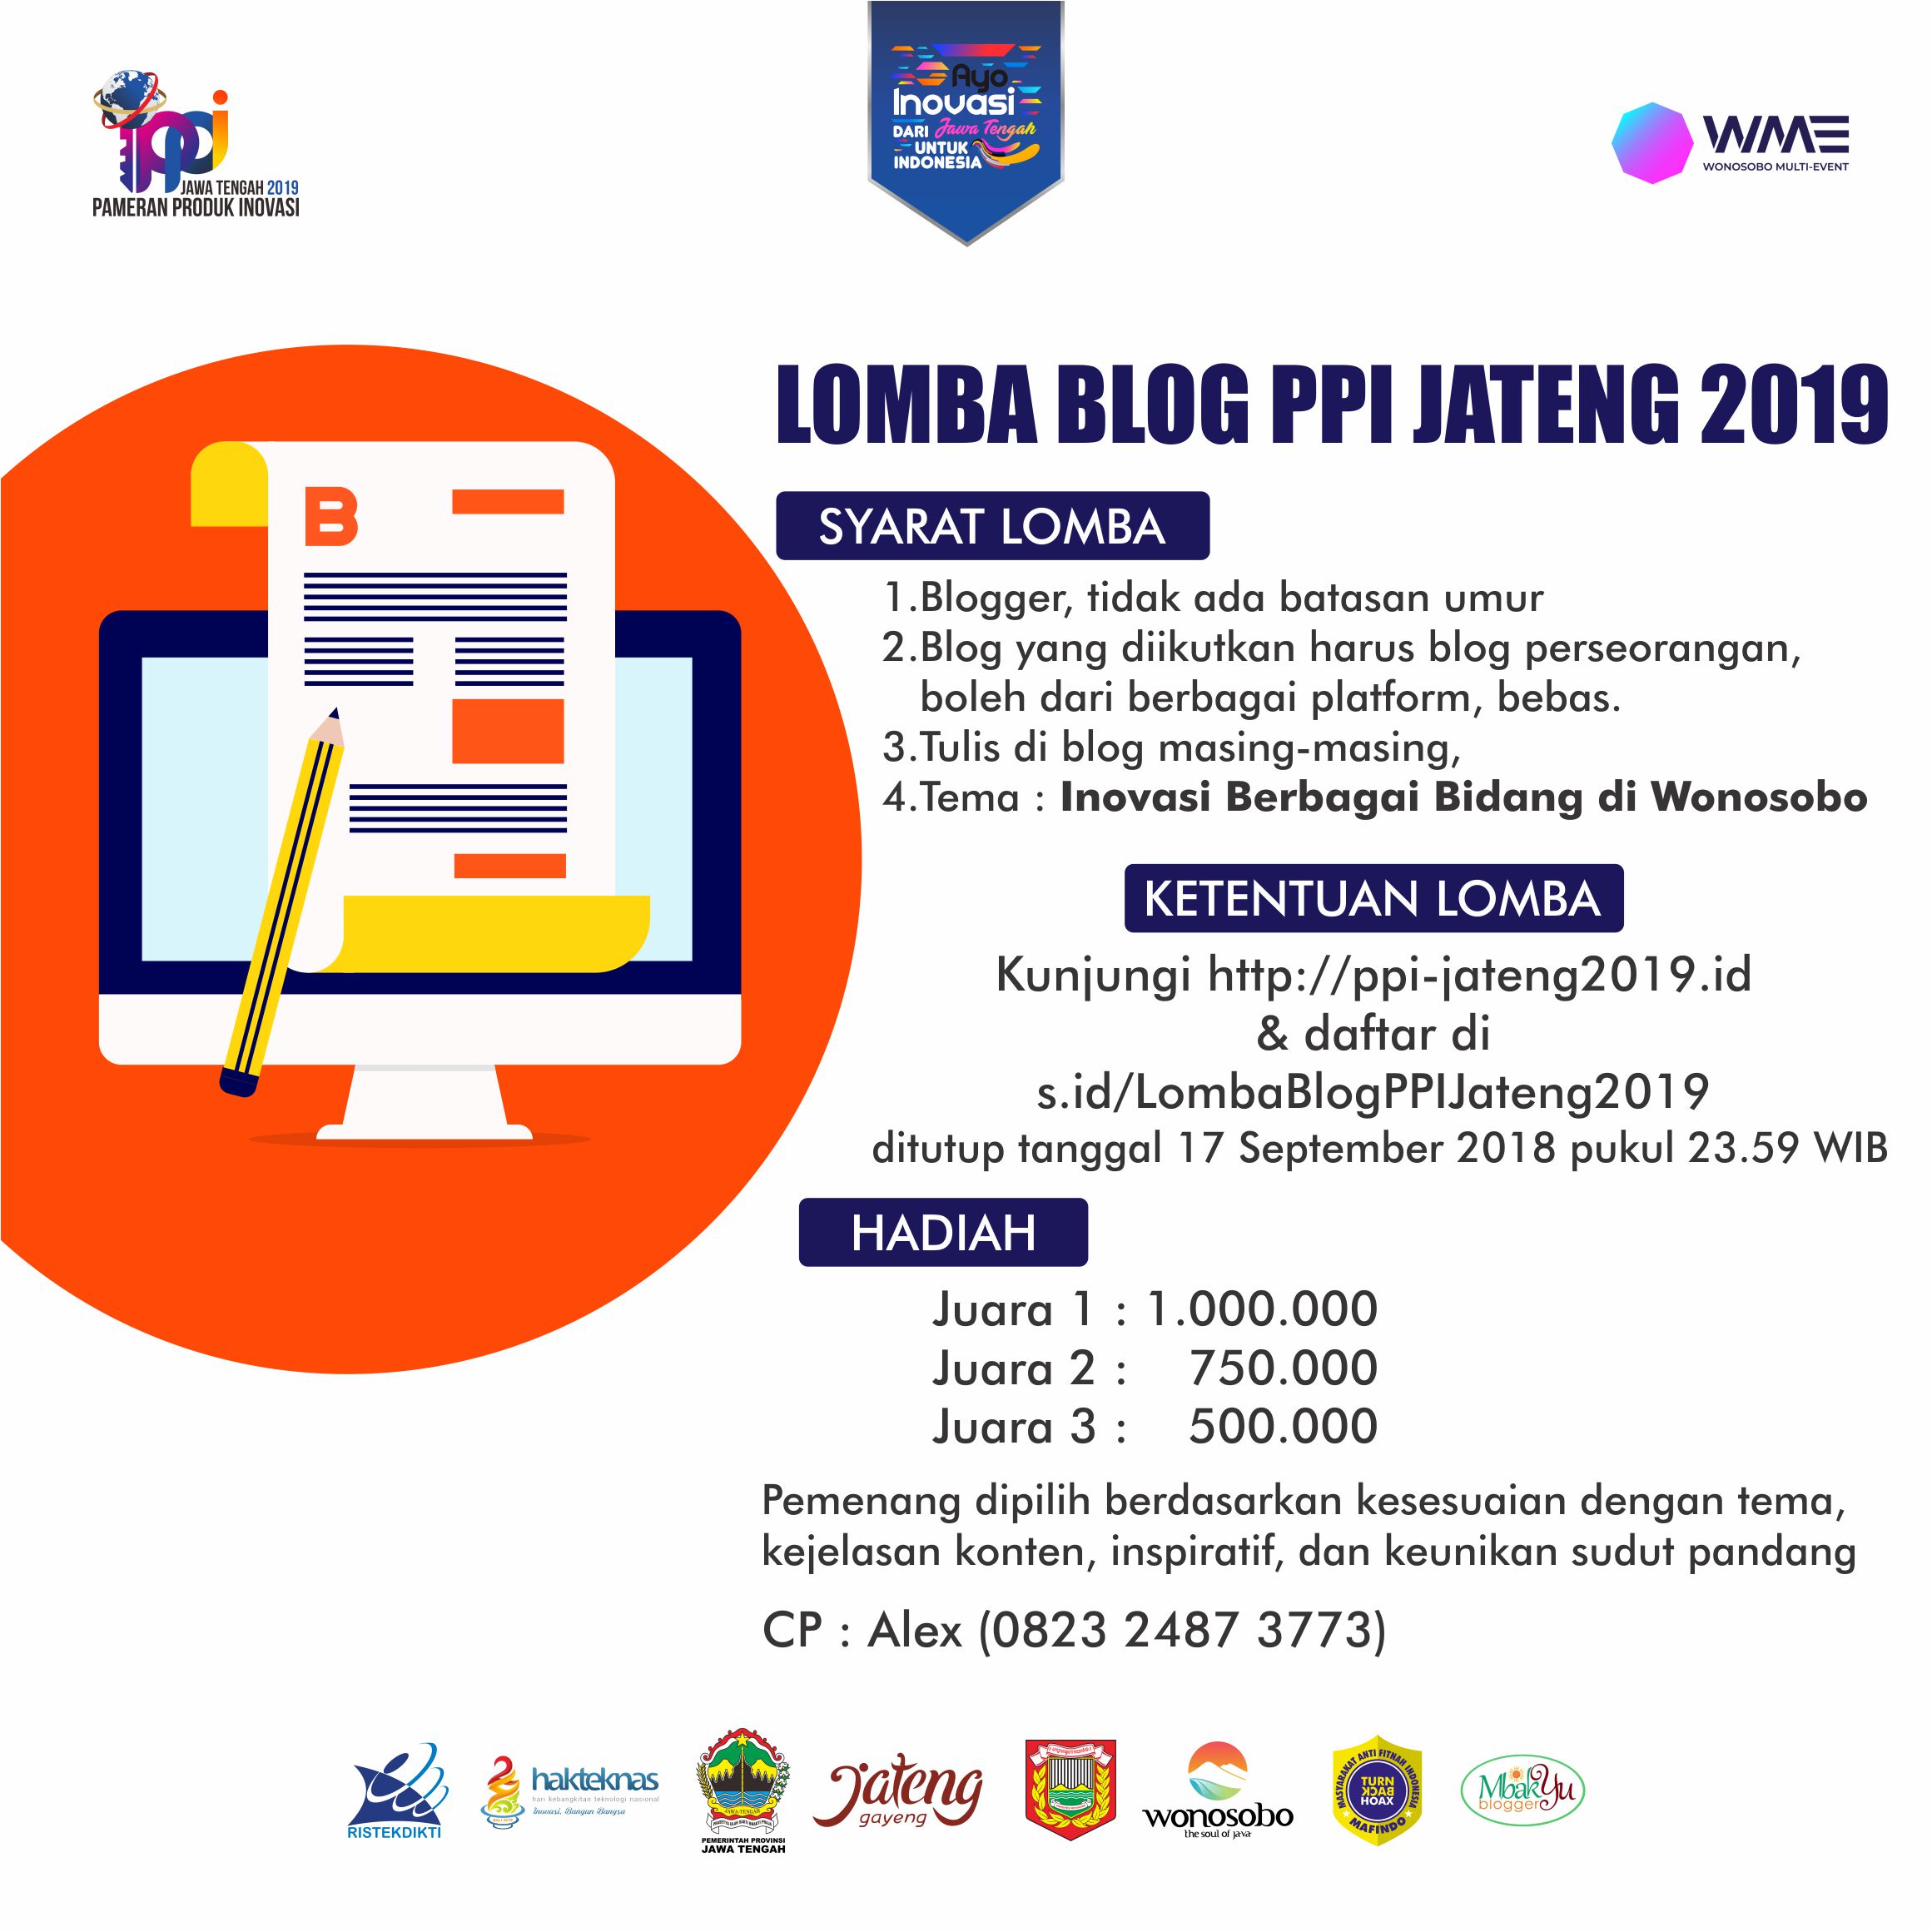 JAWA TENGAH 2019
PAMERAN PRODUK INOVASI
Ayo
Inovasi
DARI Jawa Tengah
UNTUK
INDONESIA
WME
WONOSOBO MULTI-EVENT
LOMBA BLOG PPI JATENG 2019
B
SYARAT LOMBA
1.Blogger, tidak ada batasan umur
2.Blog yang diikutkan harus blog perseorangan,
boleh dari berbagai platform, bebas.
3.Tulis di blog masing-masing,
4.Tema : Inovasi Berbagai Bidang di Wonosobo
KETENTUAN LOMBA
Kunjungi http://ppi-jateng2019.id
& daftar di
s.id/LombaBlogPPIJateng2019
ditutup tanggal 17 September 2018 pukul 23.59 WIB
HADIAH
Juara 1 : 1.000.000
Juara 2 : 750.000
Juara 3 : 500.000
Pemenang dipilih berdasarkan kesesuaian dengan tema,
kejelasan konten, inspiratif, dan keunikan sudut pandang
CP : Alex (0823 2487 3773)
RISTEKDIKTI
hakteknas
hari kebangkitan teknologi nasional
Inovasi, Bangun Bangsa
JAWA TENGAH
PEMERINTAH PROVINSI
JAWA TENGAH
jateng
gayeng
wonosobo
the soul of java
MASYARAKAT ANTI FITNAH INDONESIA
TURN
BACK
HOAX
MAFINDO
MbakYu
blogger